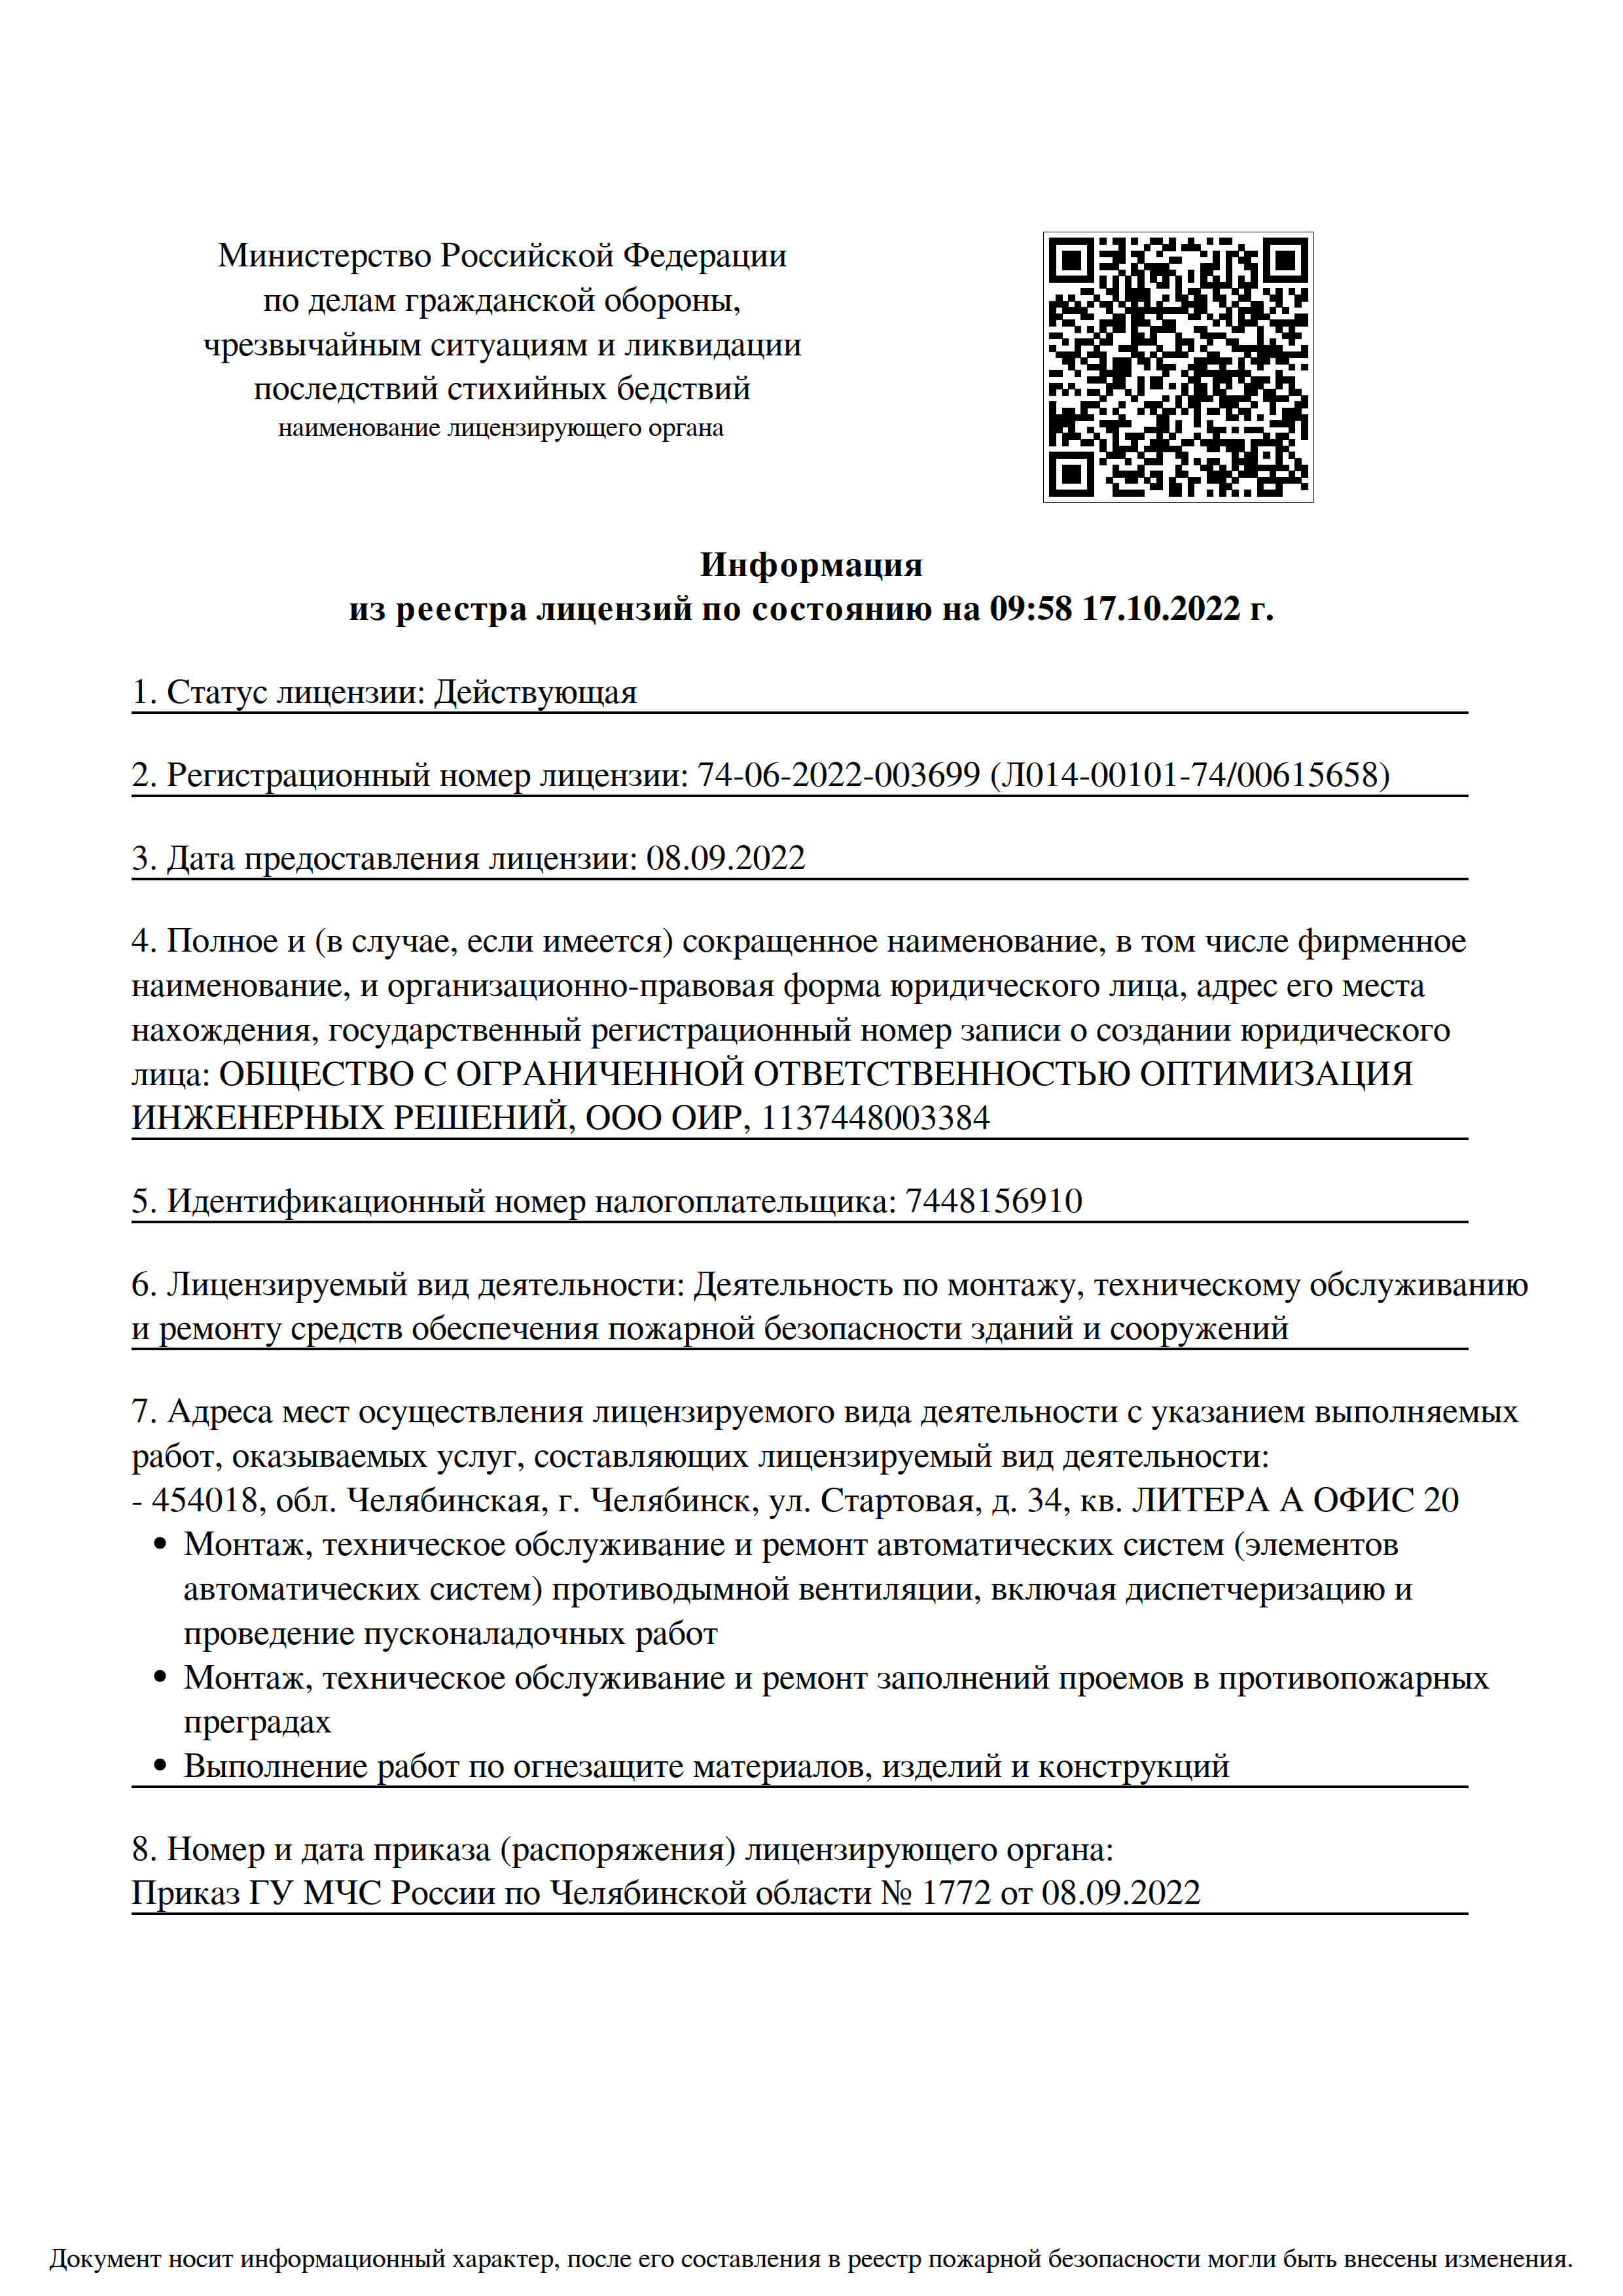 Министерство Российской Федерации
по делам гражданской обороны,
чрезвычайным ситуациям и ликвидации
последствий стихийных бедствий
наименование лицензирующего органа
Информация
из реестра лицензий по состоянию на 09:58 17.10.2022 г.
1. Статус лицензии: Действующая
2. Регистрационный номер лицензии: 74-06-2022-003699 (Л014-00101-74/00615658)
3. Дата предоставления лицензии: 08.09.2022
4. Полное и (в случае, если имеется) сокращенное наименование, в том числе фирменное
наименование, и организационно-правовая форма юридического лица, адрес его места
нахождения, государственный регистрационный номер записи о создании юридического
лица: ОБЩЕСТВО С ОГРАНИЧЕННОЙ ОТВЕТСТВЕННОСТЬЮ ОПТИМИЗАЦИЯ
ИНЖЕНЕРНЫХ РЕШЕНИЙ, ООО ОИР, 1137448003384
5. Идентификационный номер налогоплательщика: 7448156910
6. Лицензируемый вид деятельности: Деятельность по монтажу, техническому обслуживанию
и ремонту средств обеспечения пожарной безопасности зданий и сооружений
7. Адреса мест осуществления лицензируемого вида деятельности с указанием выполняемых
работ, оказываемых услуг, составляющих лицензируемый вид деятельности:
- 454018, обл. Челябинская, г. Челябинск, ул. Стартовая, д. 34, кв. ЛИТЕРА А ОФИС 20
• Монтаж, техническое обслуживание и ремонт автоматических систем (элементов
автоматических систем) противодымной вентиляции, включая диспетчеризацию и
проведение пусконаладочных работ
• Монтаж, техническое обслуживание и ремонт заполнений проемов в противопожарных
преградах
• Выполнение работ по огнезащите материалов, изделий и конструкций
8. Номер и дата приказа (распоряжения) лицензирующего органа:
Приказ ГУ МЧС России по Челябинской области № 1772 от 08.09.2022
Документ носит информационный характер, после его составления в реестр пожарной безопасности могли быть внесены изменения.